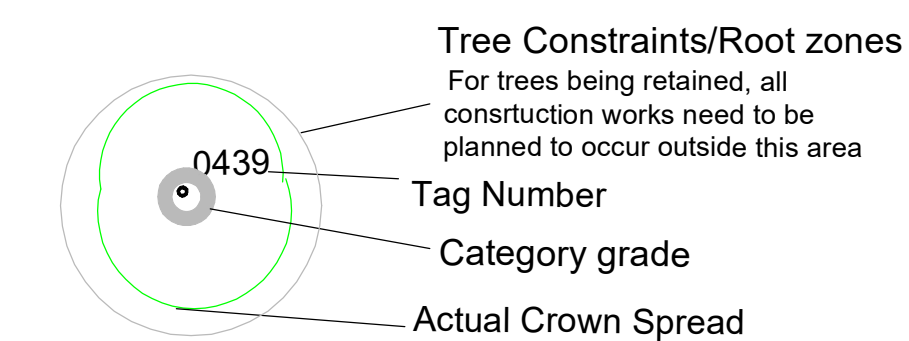 Tree Constraints/Root zones
For trees being retained, all
consrtuction works need to be
planned to occur outside this area
0439
Tag Number
Category grade
Actual Crown Spread